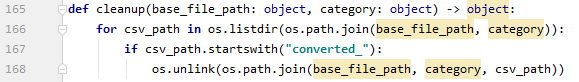 165 def cleanup(base_file_path: object, category: object) -> object:
166     for csv_path in os.listdir(os.path.join(base_file_path, category)):
167         if csv_path.startswith("converted_"):
168             os.unlink(os.path.join(base_file_path, category, csv_path))